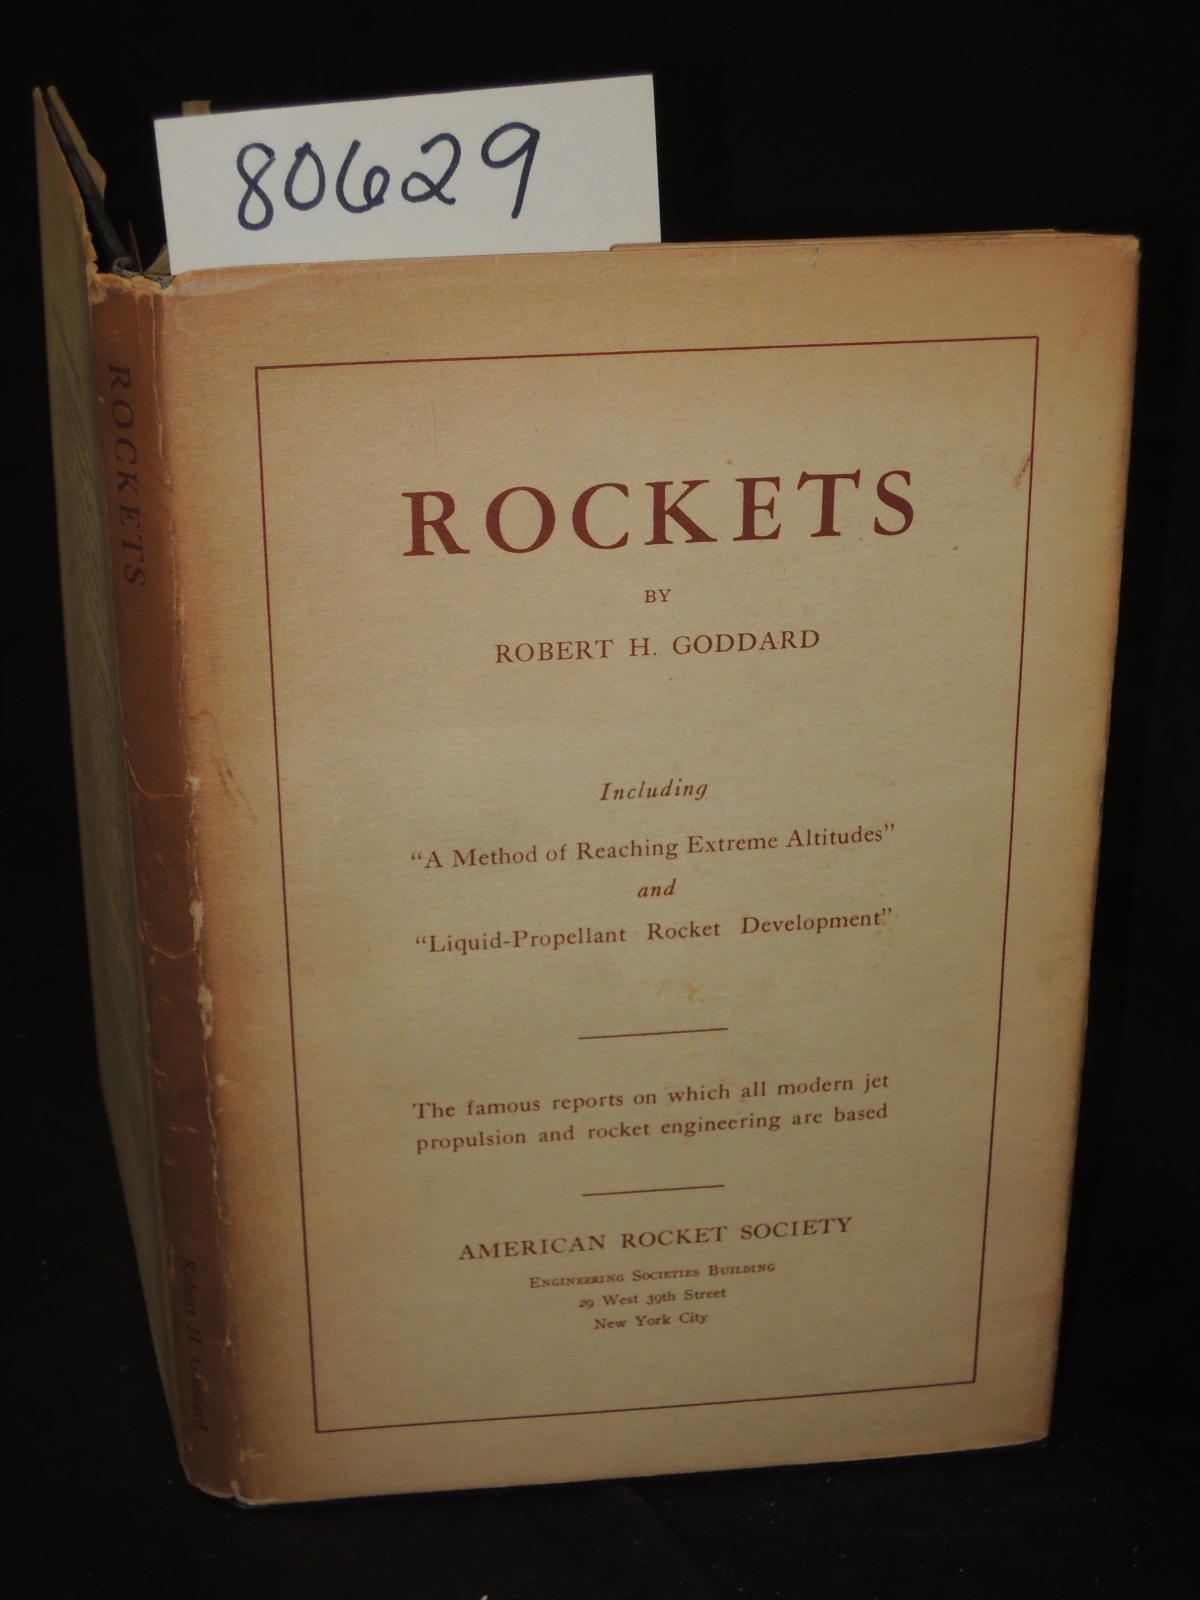 80629
ROCKETS
BY
ROBERT H. GODDARD
Including
“A Method of Reaching Extreme Altitudes”
and
“Liquid-Propellant Rocket Development”
The famous reports on which all modern jet
propulsion and rocket engineering are based
AMERICAN ROCKET SOCIETY
ENGINEERING SOCIETIES BUILDING
29 West 39th Street
New York City
ROCKETS
Robert H. Goddard